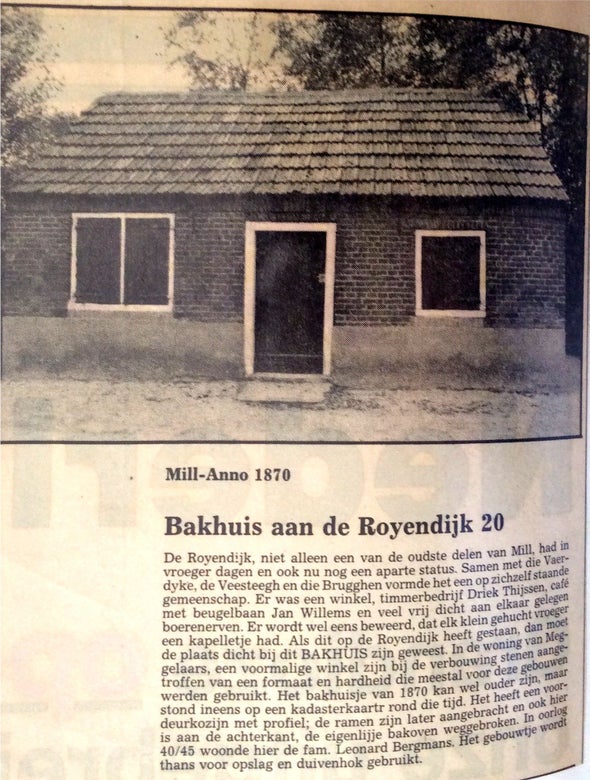 Mill-Anno 1870
Bakhuis aan de Royendijk 20
De Royendijk, niet alleen een van de oudste delen van Mill, had in
vroeger dagen en ook nu nog een aparte status. Samen met die Vaer-
dyke, de Veesteegh en die Brugghen vormde het een op zichzelf staande
gemeenschap. Er was een winkel, timmerbedrijf Driek Thijssen, café
met beugelbaan Jan Willems en veel vrij dicht aan elkaar gelegen
boerenerven. Er wordt wel eens beweerd, dat elk klein gehucht vroeger
een kapelletje had. Als dit op de Royendijk heeft gestaan, dan moet
de plaats dicht bij dit BAKHUIS zijn geweest. In de woning van Meg-
gelaars, een voormalige winkel zijn bij de verbouwing stenen aange-
troffen van een formaat en hardheid die meestal voor deze gebouwen
werden gebruikt. Het bakhuisje van 1870 kan wel ouder zijn, maar
stond ineens op een kadasterkaartr rond die tijd. Het heeft een voor-
deurkozijn met profiel; de ramen zijn later aangebracht en ook hier
is aan de achterkant, de eigenlijje bakoven weggebroken. In oorlog
40/45 woonde hier de fam. Leonard Bergmans. Het gebouwtje wordt
thans voor opslag en duivenhok gebruikt.